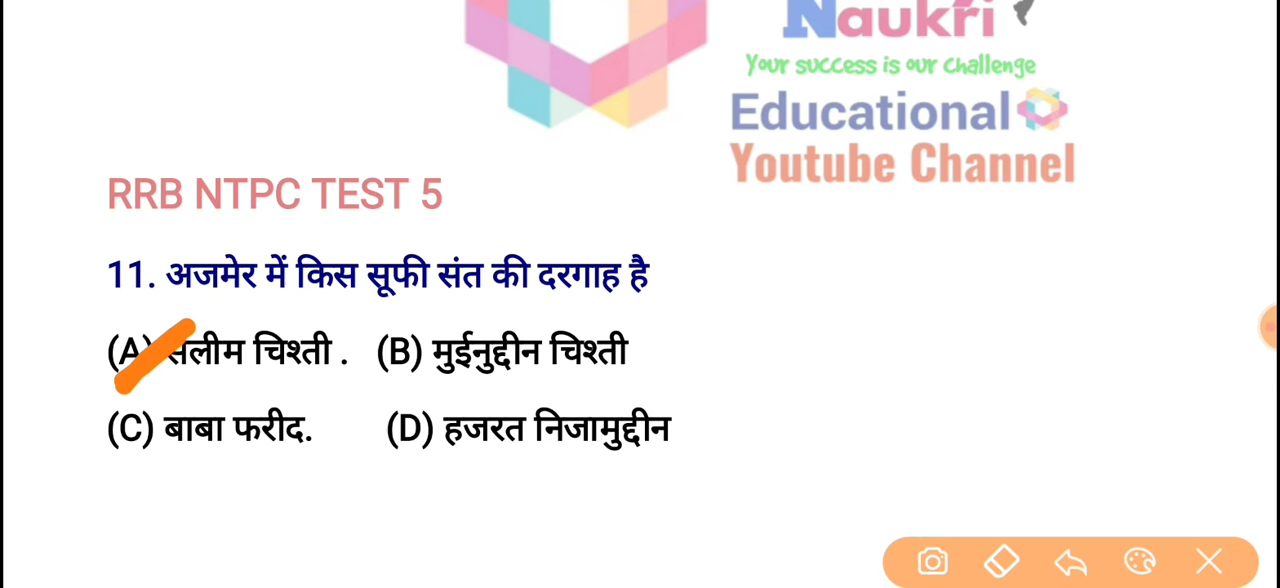 Naukri
Your success is our challenge
Educational
Youtube Channel
RRB NTPC TEST 5
11. अजमेर में किस सूफी संत की दरगाह है
(A) सलीम चिश्ती . (B) मुईनुद्दीन चिश्ती
(C) बाबा फरीद. (D) हजरत निजामुद्दीन